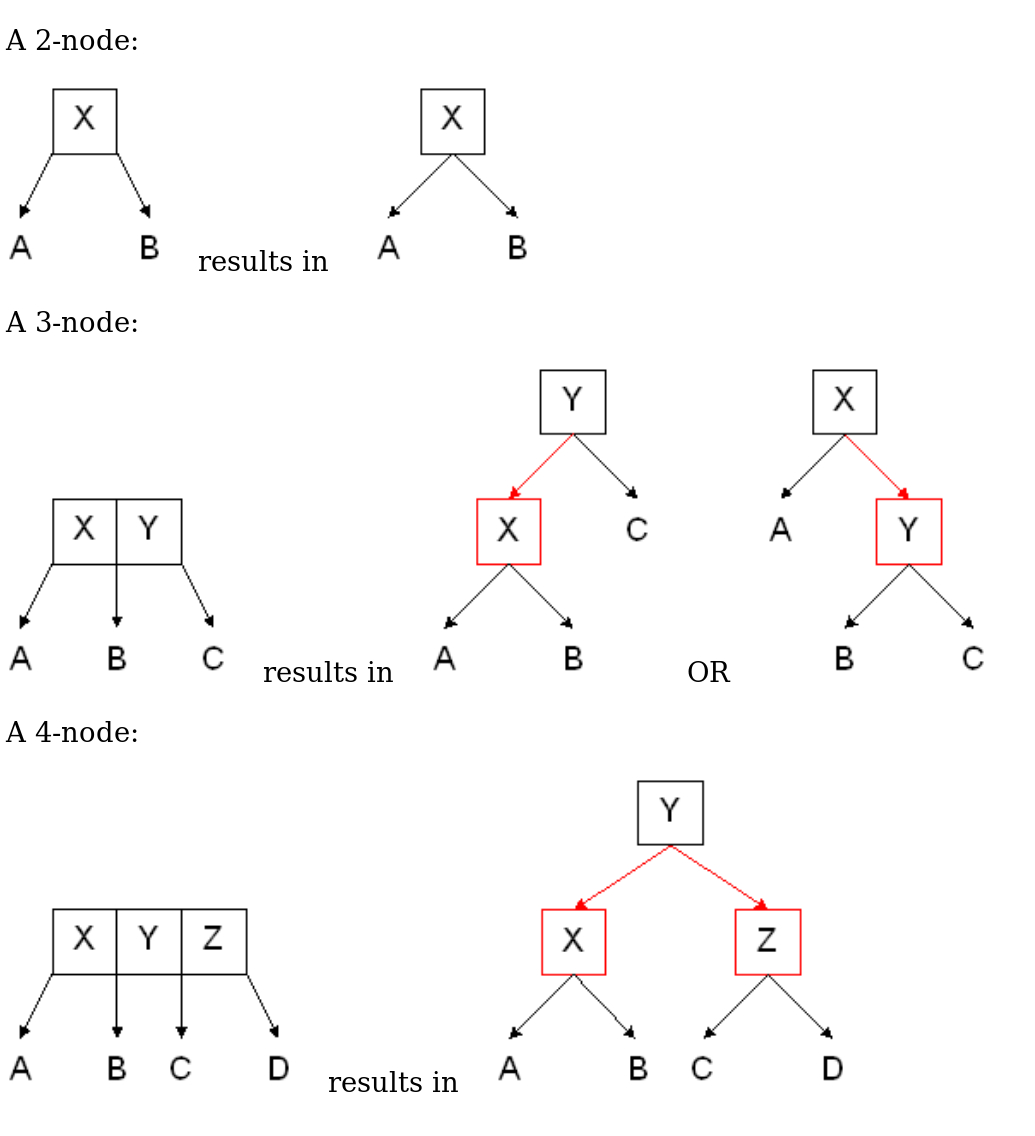 A 2-node:
X X
A B results in A B
A 3-node:
Y X
X Y X C A Y
A B C results in A B OR B C
A 4-node:
Y
X Y Z X Z
A B C D results in A B C D